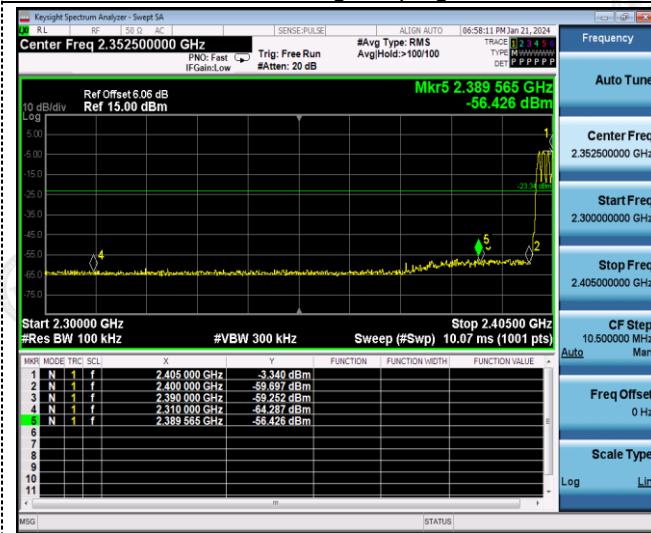 Keysight Spectrum Analyzer - Swept SA
RL RF 50 Ω AC SENSE:PULSE ALIGN AUTO 06:58:11 PM Jan 21, 2024
Center Freq 2.352500000 GHz
PNO: Fast
IFGain:Low
Trig: Free Run
#Atten: 20 dB
#Avg Type: RMS
Avg|Hold:>100/100
TRACE 1 2 3 4 5 6
TYPE M W W W W W
DET P P P P P P
Mkr5 2.389 565 GHz
-56.426 dBm
10 dB/div
Log
Ref Offset 6.06 dB
Ref 15.00 dBm
5.00
-5.00
-15.0
-25.0
-35.0
-45.0
-55.0
-65.0
-75.0
1
-23.34 dBm
4
5
2
Start 2.30000 GHz Stop 2.40500 GHz
#Res BW 100 kHz #VBW 300 kHz Sweep (#Swp) 10.07 ms (1001 pts)
MKR MODE TRC SCL X Y FUNCTION FUNCTION WIDTH FUNCTION VALUE
1 N 1 f 2.405 000 GHz -3.340 dBm
2 N 1 f 2.400 000 GHz -59.697 dBm
3 N 1 f 2.390 000 GHz -59.252 dBm
4 N 1 f 2.310 000 GHz -64.287 dBm
5 N 1 f 2.389 565 GHz -56.426 dBm
6
7
8
9
10
11
MSG STATUS
Frequency
Auto Tune
Center Freq
2.352500000 GHz
Start Freq
2.300000000 GHz
Stop Freq
2.405000000 GHz
CF Step
10.500000 MHz
Auto Man
Freq Offset
0 Hz
Scale Type
Log Lin